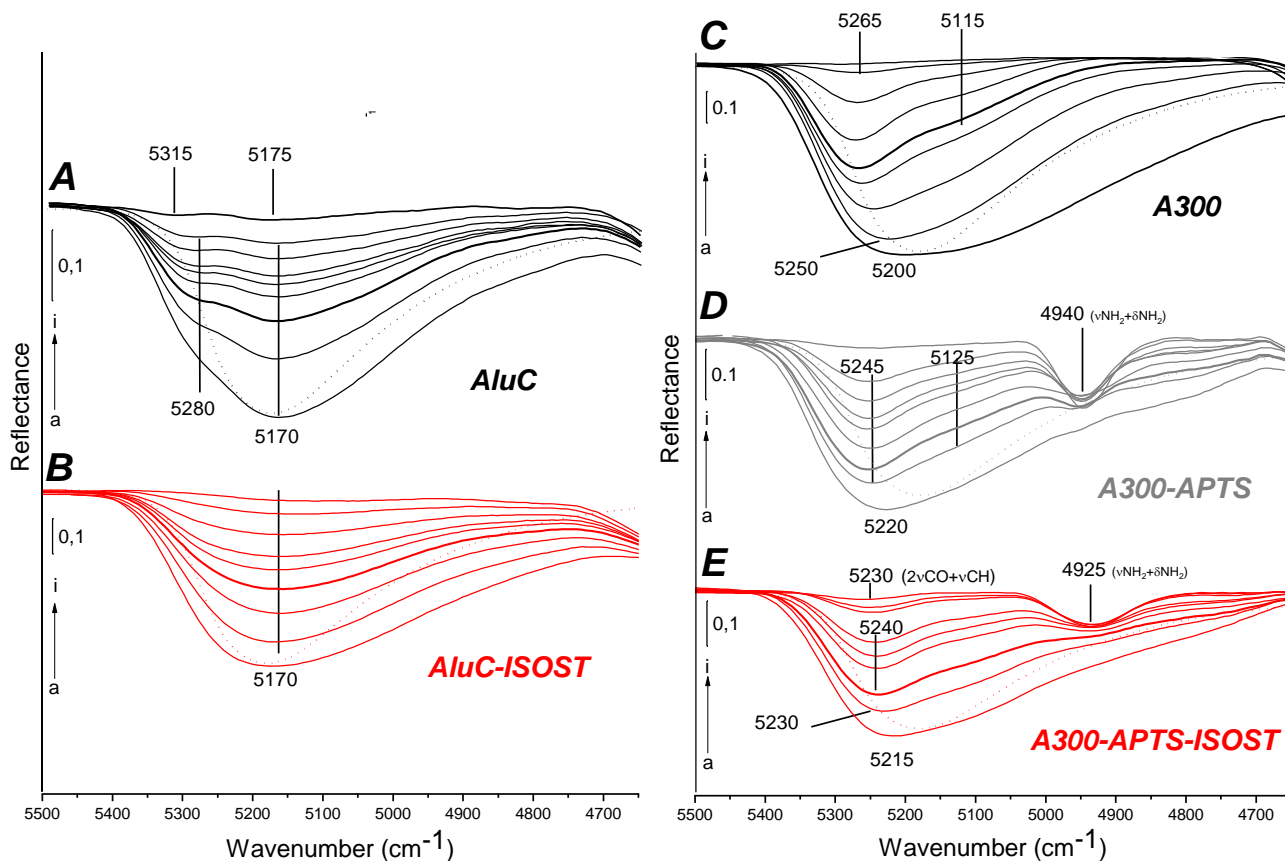 A
5315
5175
0,1
i
a
5280
5170
AluC
B
0,1
i
a
5170
AluC-ISOST
Reflectance
5500
5400
5300
5200
5100
5000
4900
4800
4700
Wavenumber (cm-1)
C
5265
5115
0.1
i
a
5250
5200
A300
D
4940 (νNH2+δNH2)
0.1
5245
5125
i
a
5220
A300-APTS
E
5230 (2νCO+νCH)
4925 (νNH2+δNH2)
0,1
5240
i
a
5230
5215
A300-APTS-ISOST
Reflectance
5500
5400
5300
5200
5100
5000
4900
4800
4700
Wavenumber (cm-1)